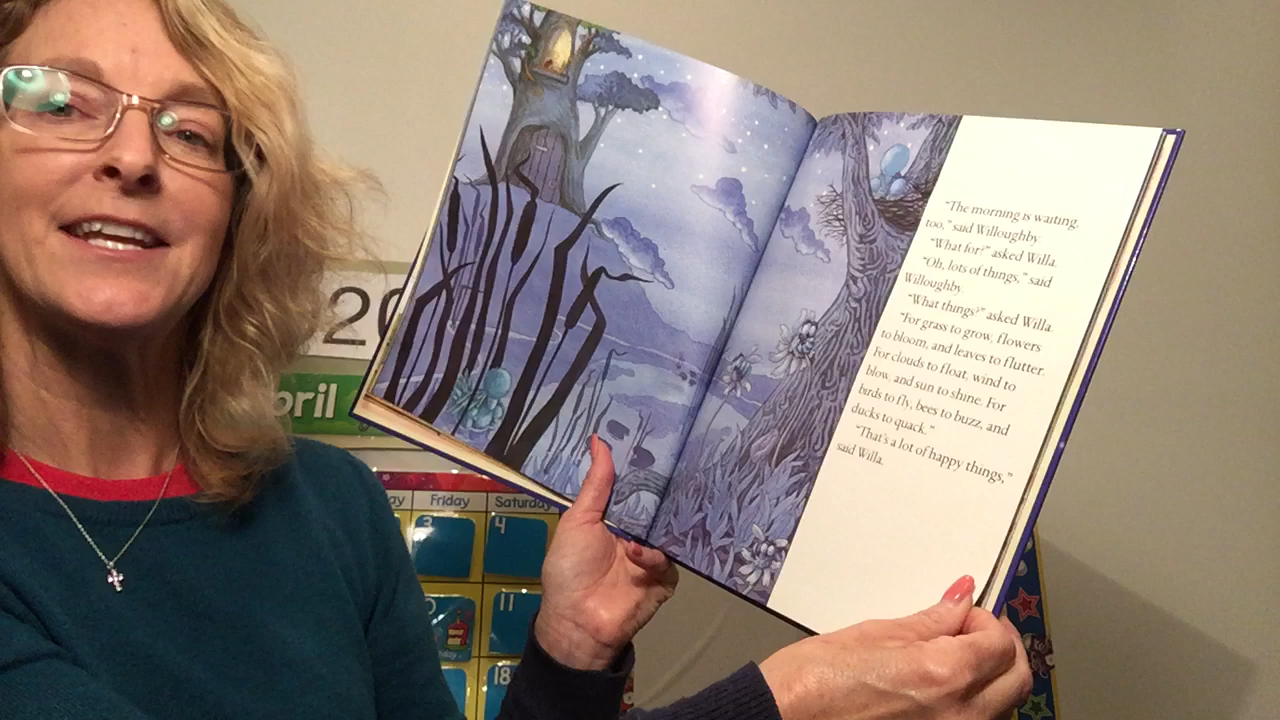 "The morning is waiting,
too," said Willoughby.
"What for?" asked Willa.
"Oh, lots of things," said
Willoughby.
"What things?" asked Willa.
"For grass to grow, flowers
to bloom, and leaves to flutter.
For clouds to float, wind to
blow, and sun to shine. For
birds to fly, bees to buzz, and
ducks to quack."
"That's a lot of happy things,"
said Willa.
20
pril
ay Friday Saturday
3 4
11
18